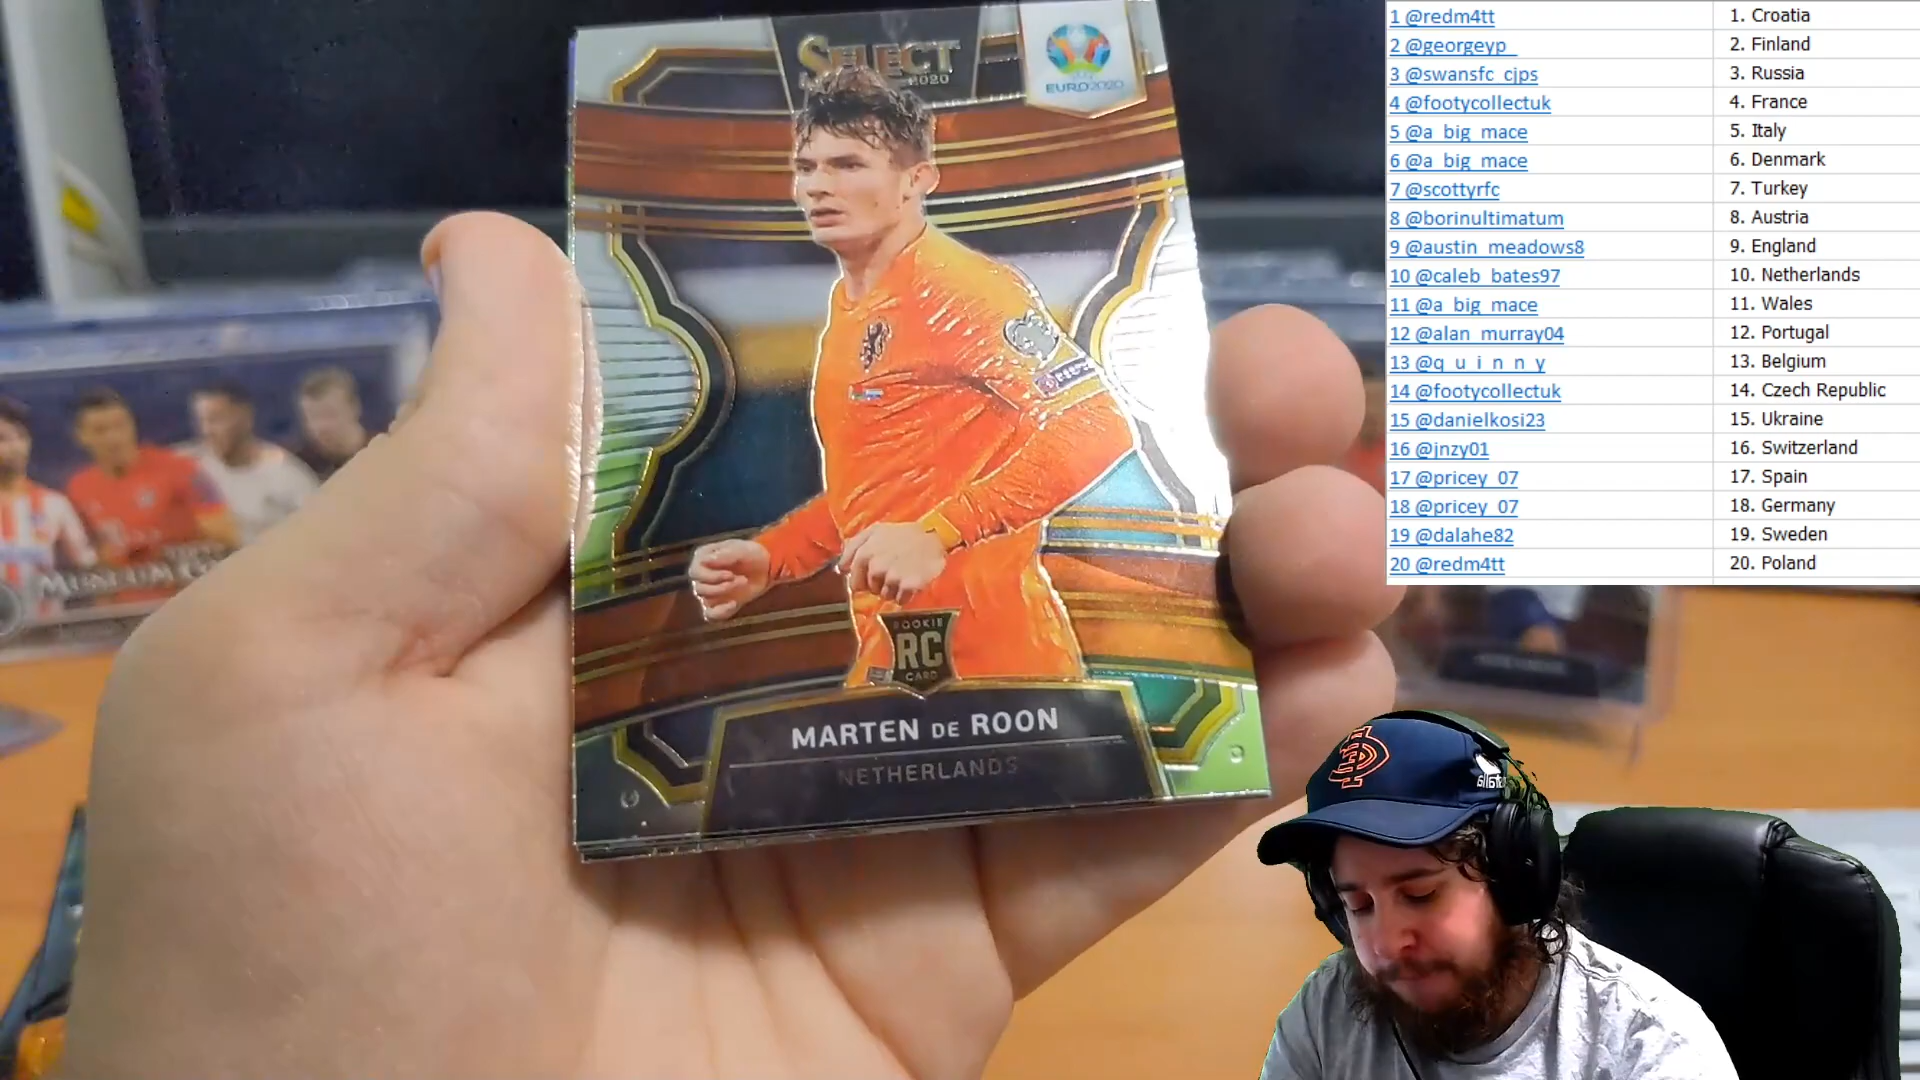 SELECT
2020
EURO2020
ROOKIE
RC
CARD
MARTEN DE ROON
NETHERLANDS
MUSEUM
1 @redm4tt 1. Croatia
2 @georgeyp_ 2. Finland
3 @swansfc_cjps 3. Russia
4 @footycollectuk 4. France
5 @a_big_mace 5. Italy
6 @a_big_mace 6. Denmark
7 @scottyrfc 7. Turkey
8 @borinultimatum 8. Austria
9 @austin_meadows8 9. England
10 @caleb_bates97 10. Netherlands
11 @a_big_mace 11. Wales
12 @alan_murray04 12. Portugal
13 @q_u_i_n_n_y 13. Belgium
14 @footycollectuk 14. Czech Republic
15 @danielkosi23 15. Ukraine
16 @jnzy01 16. Switzerland
17 @pricey_07 17. Spain
18 @pricey_07 18. Germany
19 @dalahe82 19. Sweden
20 @redm4tt 20. Poland